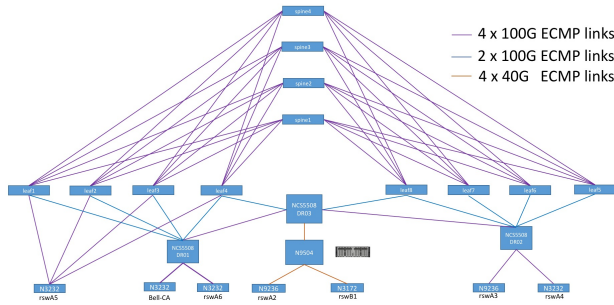 spine4
4 x 100G ECMP links
spine3
2 x 100G ECMP links
4 x 40G ECMP links
spine2
spine1
leaf1
leaf2
leaf3
leaf4
leaf8
leaf7
leaf6
leaf5
NCS5508
DR03
NCS5508
DR01
NCS5508
DR02
N9504
N3232
rswA5
N3232
Bell-CA
N3232
rswA6
N9236
rswA2
N3172
rswB1
N9236
rswA3
N3232
rswA4